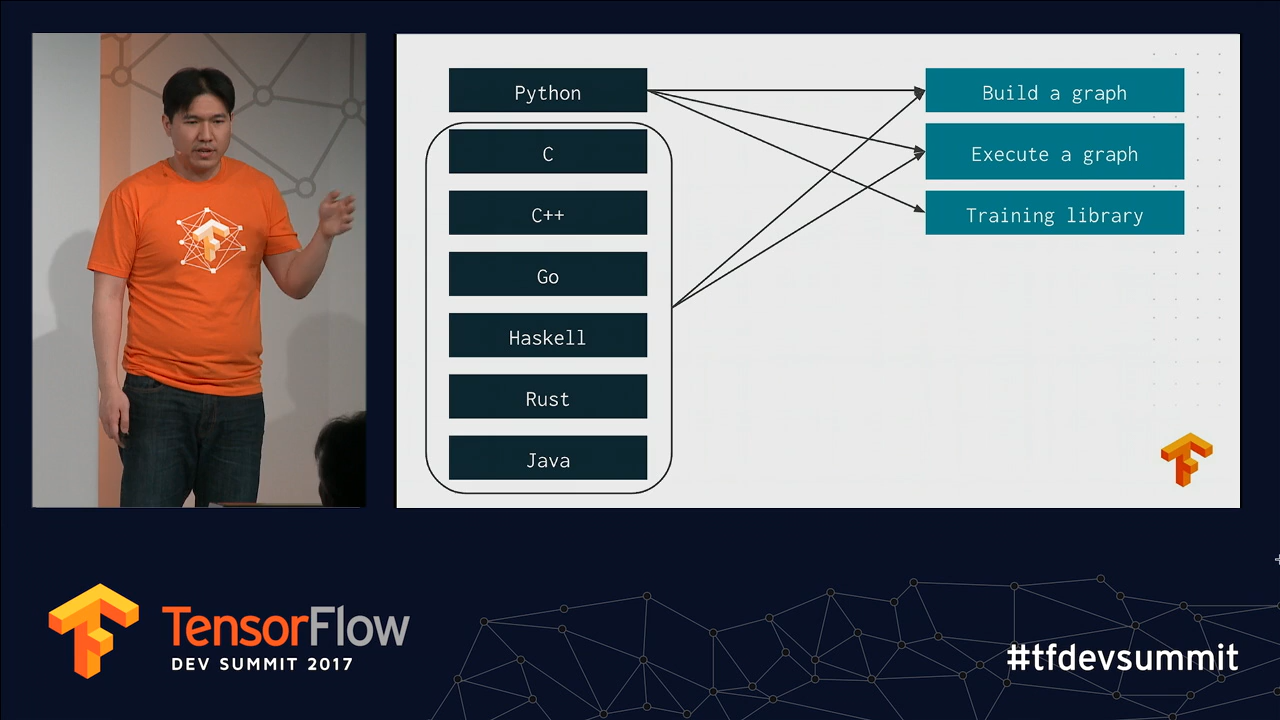 Python
C
C++
Go
Haskell
Rust
Java
Build a graph
Execute a graph
Training library
TensorFlow
DEV SUMMIT 2017
#tfdevsummit